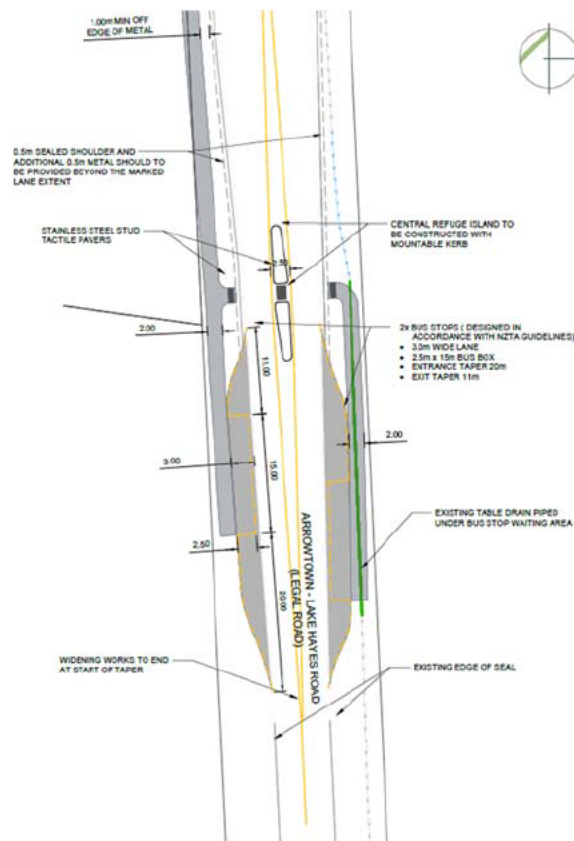 1.00m MIN OFF
EDGE OF METAL
0.5m SEALED SHOULDER AND
ADDITIONAL 0.5m METAL SHOULD TO
BE PROVIDED BEYOND THE MARKED
LANE EXTENT
STAINLESS STEEL STUD
TACTILE PAVERS
2.50
CENTRAL REFUGE ISLAND TO
BE CONSTRUCTED WITH
MOUNTABLE KERB
2.00
11.00
2x BUS STOPS ( DESIGNED IN
ACCORDANCE WITH NZTA GUIDELINES)
• 3.0m WIDE LANE
• 2.5m x 15m BUS BOX
• ENTRANCE TAPER 20m
• EXIT TAPER 11m
3.00
15.00
2.00
2.50
20.00
ARROWTOWN - LAKE HAYES ROAD
(LEGAL ROAD)
EXISTING TABLE DRAIN PIPED
UNDER BUS STOP WAITING AREA
WIDENING WORKS TO END
AT START OF TAPER
EXISTING EDGE OF SEAL